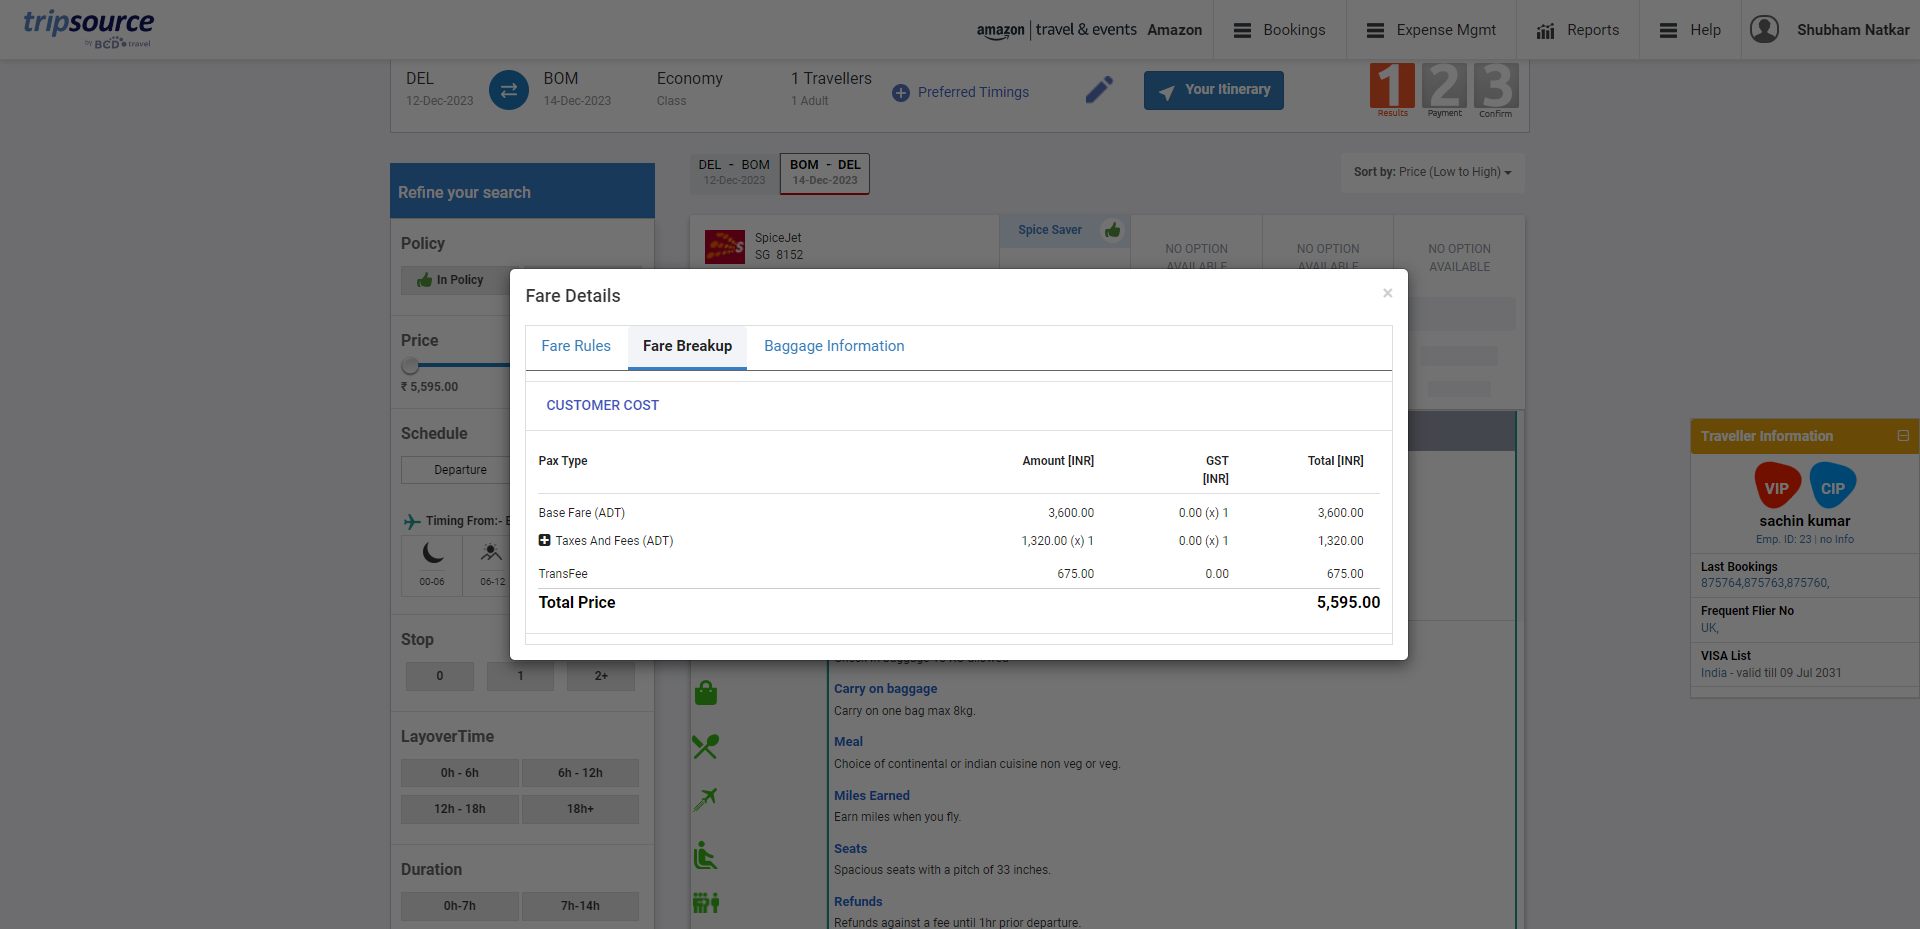 tripsource
by BCD travel
amazon travel & events Amazon
Bookings
Expense Mgmt
Reports
Help
Shubham Natkar
DEL
12-Dec-2023
BOM
14-Dec-2023
Economy
Class
1 Travellers
1 Adult
Preferred Timings
Your Itinerary
1 2 3
Results Payment Confirm
DEL - BOM
12-Dec-2023
BOM - DEL
14-Dec-2023
Sort by: Price (Low to High)
Refine your search
Policy
In Policy
Price
₹ 5,595.00
Schedule
Departure
Timing From:-
00-06
06-12
Stop
0 1 2+
LayoverTime
0h - 6h 6h - 12h
12h - 18h 18h+
Duration
0h-7h 7h-14h
SpiceJet
SG 8152
Spice Saver
NO OPTION
AVAILABLE
NO OPTION
AVAILABLE
NO OPTION
AVAILABLE
Fare Details
×
Fare Rules Fare Breakup Baggage Information
CUSTOMER COST
Pax Type Amount [INR] GST [INR] Total [INR]
Base Fare (ADT) 3,600.00 0.00 (x) 1 3,600.00
Taxes And Fees (ADT) 1,320.00 (x) 1 0.00 (x) 1 1,320.00
TransFee 675.00 0.00 675.00
Total Price 5,595.00
Carry on baggage
Carry on one bag max 8kg.
Meal
Choice of continental or indian cuisine non veg or veg.
Miles Earned
Earn miles when you fly.
Seats
Spacious seats with a pitch of 33 inches.
Refunds
Refunds against a fee until 1hr prior departure.
Traveller Information
VIP CIP
sachin kumar
Emp. ID: 23 | no Info
Last Bookings
875764,875763,875760,
Frequent Flier No
UK,
VISA List
India - valid till 09 Jul 2031